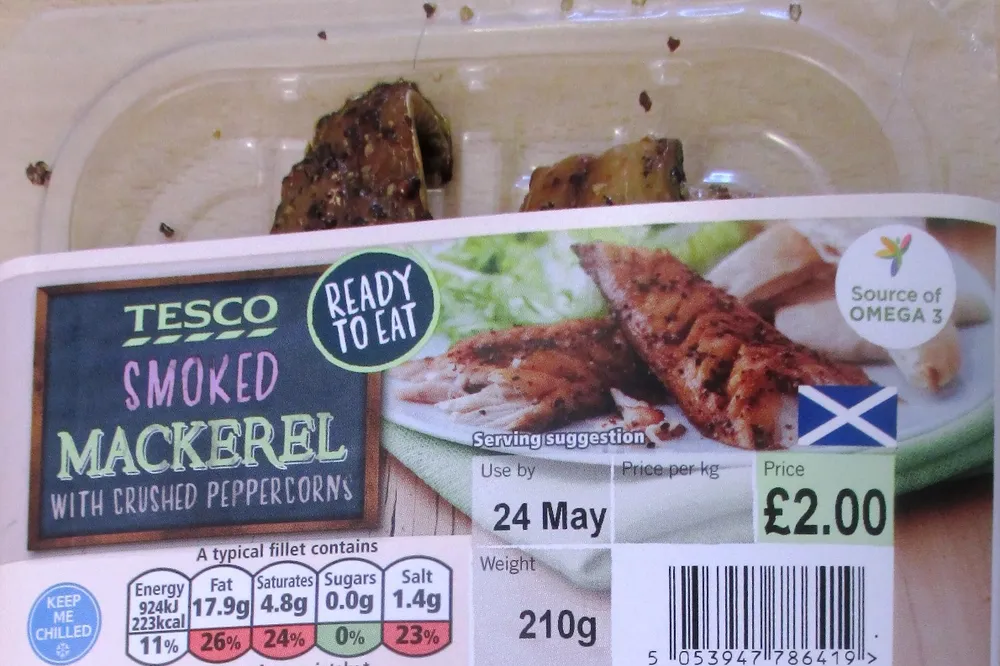 TESCO
SMOKED
MACKEREL
WITH CRUSHED PEPPERCORNS
READY
TO EAT
Source of
OMEGA 3
Serving suggestion
Use by
24 May
Price per kg
Price
£2.00
Weight
210g
KEEP
ME
CHILLED
A typical fillet contains
Energy
924kJ
223kcal
11%
Fat
17.9g
26%
Saturates
4.8g
24%
Sugars
0.0g
0%
Salt
1.4g
23%
5 053947 786419 >